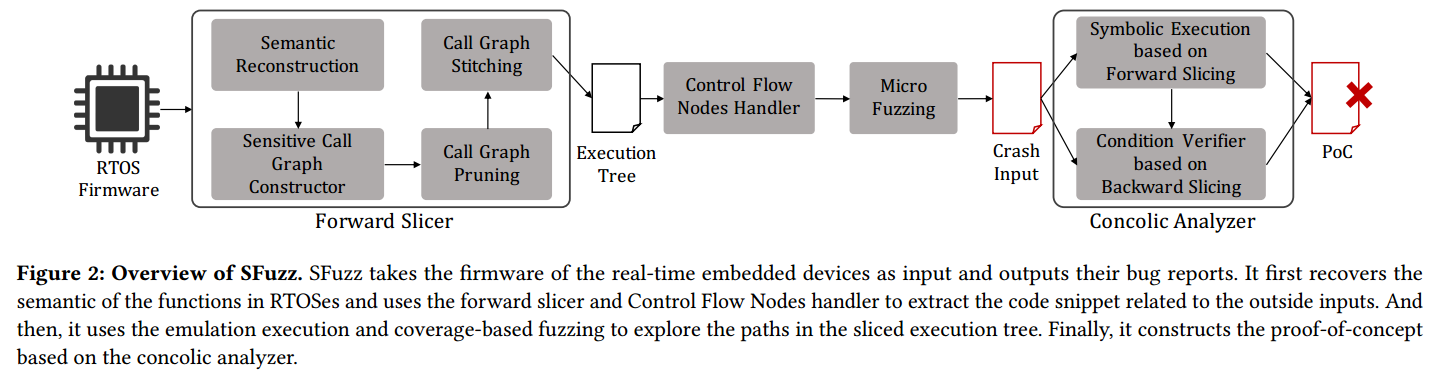 Semantic
Reconstruction
Call Graph
Stitching
Sensitive Call
Graph
Constructor
Call Graph
Pruning
RTOS
Firmware
Forward Slicer
Execution
Tree
Control Flow
Nodes Handler
Micro
Fuzzing
Crash
Input
Symbolic Execution
based on
Forward Slicing
Condition Verifier
based on
Backward Slicing
Concolic Analyzer
PoC
Figure 2: Overview of SFuzz. SFuzz takes the firmware of the real-time embedded devices as input and outputs their bug reports. It first recovers the
semantic of the functions in RTOSes and uses the forward slicer and Control Flow Nodes handler to extract the code snippet related to the outside inputs. And
then, it uses the emulation execution and coverage-based fuzzing to explore the paths in the sliced execution tree. Finally, it constructs the proof-of-concept
based on the concolic analyzer.